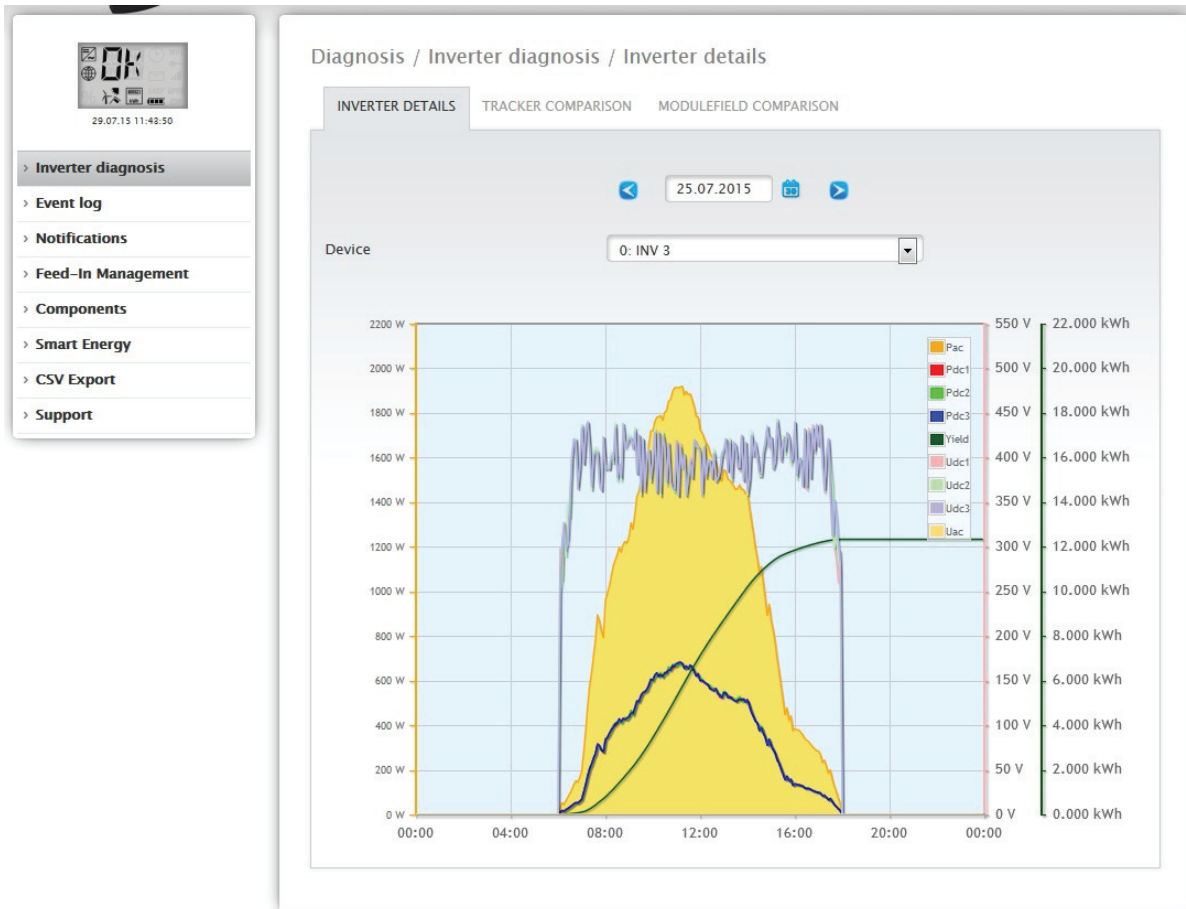 OK
29.07.15 11:43:50
Inverter diagnosis
Event log
Notifications
Feed-In Management
Components
Smart Energy
CSV Export
Support
Diagnosis / Inverter diagnosis / Inverter details
INVERTER DETAILS TRACKER COMPARISON MODULEFIELD COMPARISON
25.07.2015
30
Device
0: INV 3
2200 W 550 V 22.000 kWh
2000 W 500 V 20.000 kWh
1800 W 450 V 18.000 kWh
1600 W 400 V 16.000 kWh
1400 W 350 V 14.000 kWh
1200 W 300 V 12.000 kWh
1000 W 250 V 10.000 kWh
800 W 200 V 8.000 kWh
600 W 150 V 6.000 kWh
400 W 100 V 4.000 kWh
200 W 50 V 2.000 kWh
0 W 0 V 0.000 kWh
Pac
Pdc1
Pdc2
Pdc3
Yield
Udc1
Udc2
Udc3
Uac
00:00 04:00 08:00 12:00 16:00 20:00 00:00